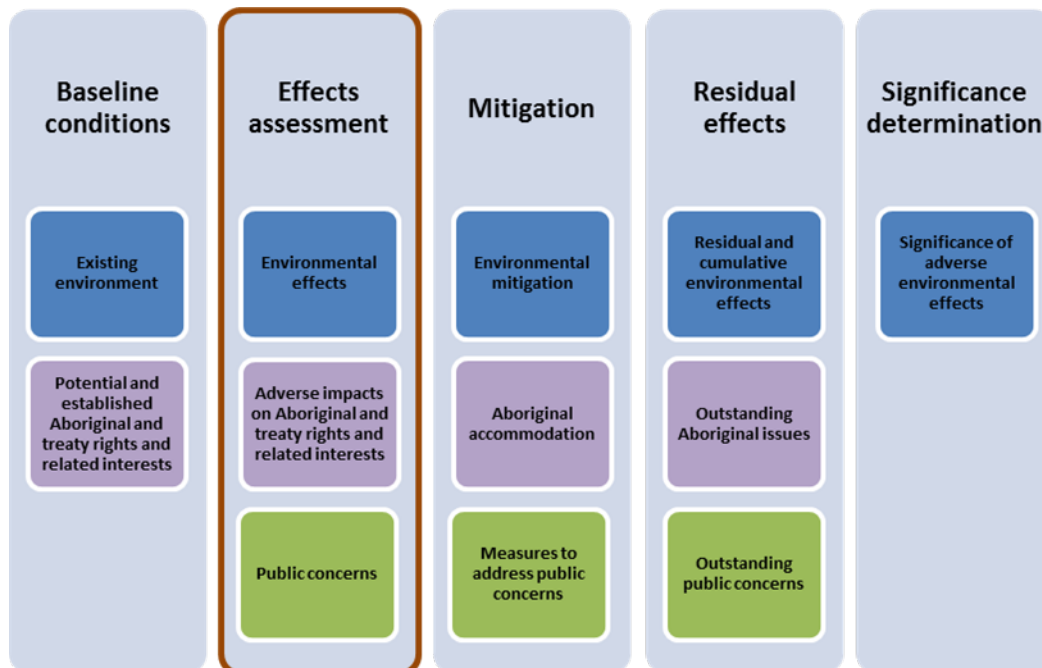 Baseline
conditions
Existing
environment
Potential and
established
Aboriginal and
treaty rights and
related interests
Effects
assessment
Environmental
effects
Adverse impacts
on Aboriginal and
treaty rights and
related interests
Public concerns
Mitigation
Environmental
mitigation
Aboriginal
accommodation
Measures to
address public
concerns
Residual
effects
Residual and
cumulative
environmental
effects
Outstanding
Aboriginal issues
Outstanding
public concerns
Significance
determination
Significance of
adverse
environmental
effects